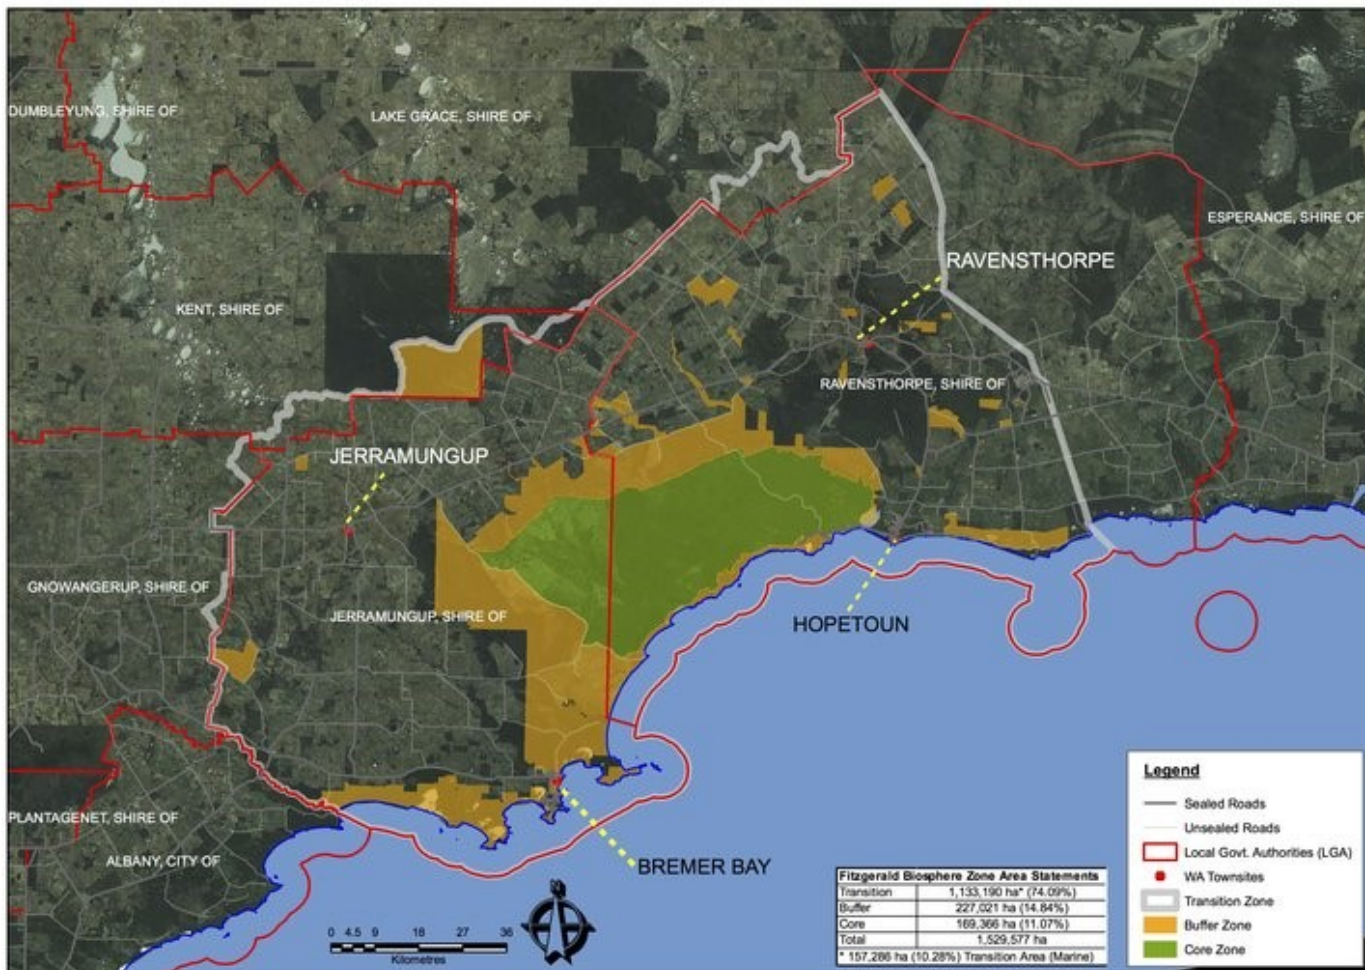 DUMBLEYUNG, SHIRE OF
LAKE GRACE, SHIRE OF
ESPERANCE, SHIRE OF
RAVENSTHORPE
KENT, SHIRE OF
RAVENSTHORPE, SHIRE OF
JERRAMUNGUP
GNOWANGERUP, SHIRE OF
JERRAMUNGUP, SHIRE OF
HOPETOUN
PLANTAGENET, SHIRE OF
ALBANY, CITY OF
BREMER BAY
0 4.5 9 18 27 36
Kilometres
Fitzgerald Biosphere Zone Area Statements
Transition 1,133,190 ha* (74.09%)
Buffer 227,021 ha (14.84%)
Core 169,366 ha (11.07%)
Total 1,529,577 ha
* 157,286 ha (10.28%) Transition Area (Marine)
Legend
Sealed Roads
Unsealed Roads
Local Govt. Authorities (LGA)
WA Townsites
Transition Zone
Buffer Zone
Core Zone